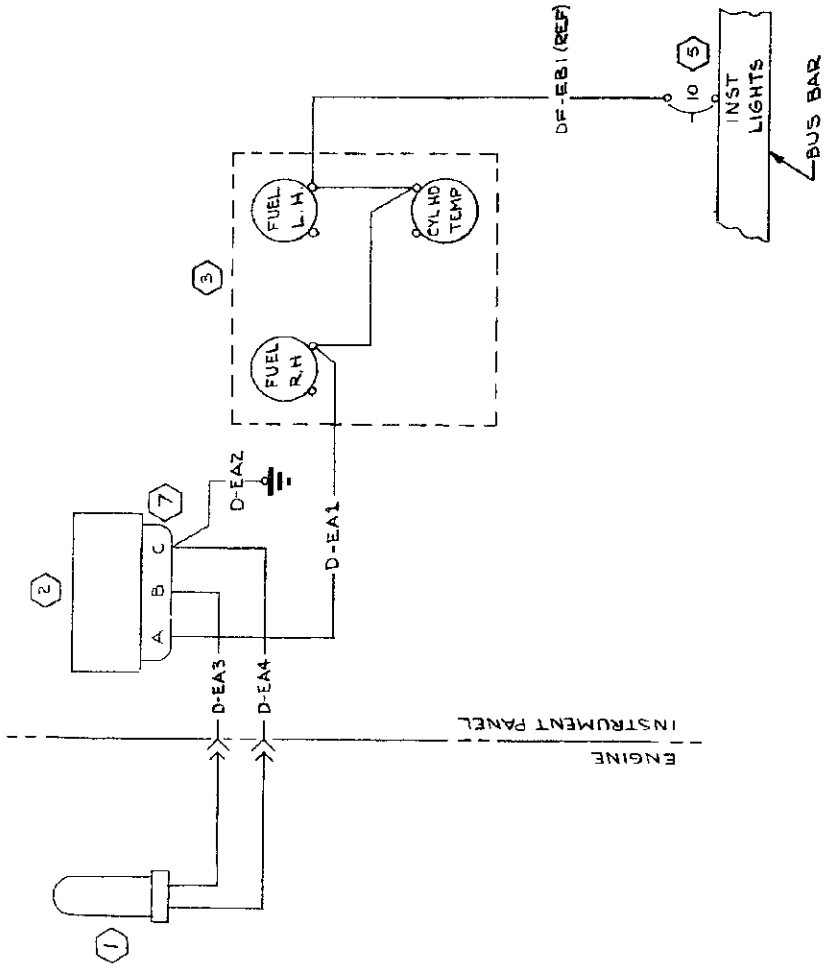 1
2
7
A
B
C
D-EA3
D-EA4
D-EA2
D-EA1
ENGINE
INSTRUMENT PANEL
3
FUEL
R.H
FUEL
L.H.
CYL HD
TEMP
DF-EB1 (REF)
5
10
INST
LIGHTS
BUS BAR